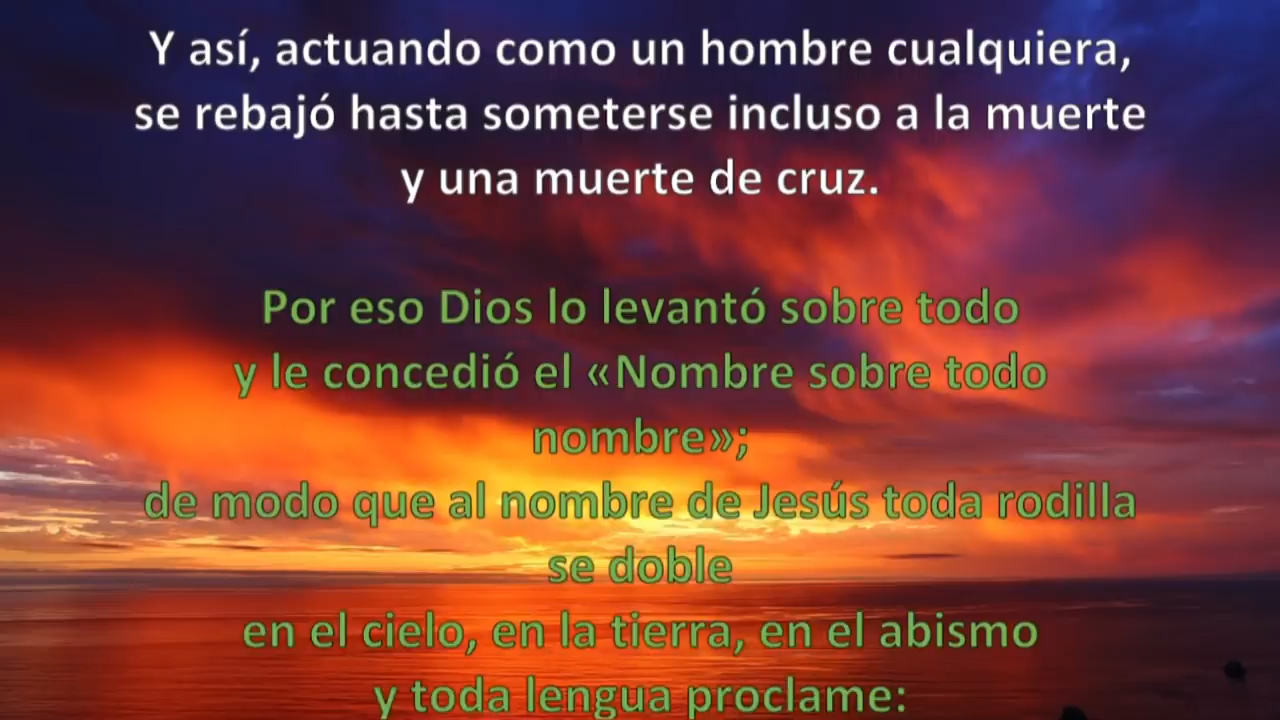 Y así, actuando como un hombre cualquiera,
se rebajó hasta someterse incluso a la muerte
y una muerte de cruz.
Por eso Dios lo levantó sobre todo
y le concedió el «Nombre sobre todo
nombre»;
de modo que al nombre de Jesús toda rodilla
se doble
en el cielo, en la tierra, en el abismo
y toda lengua proclame: